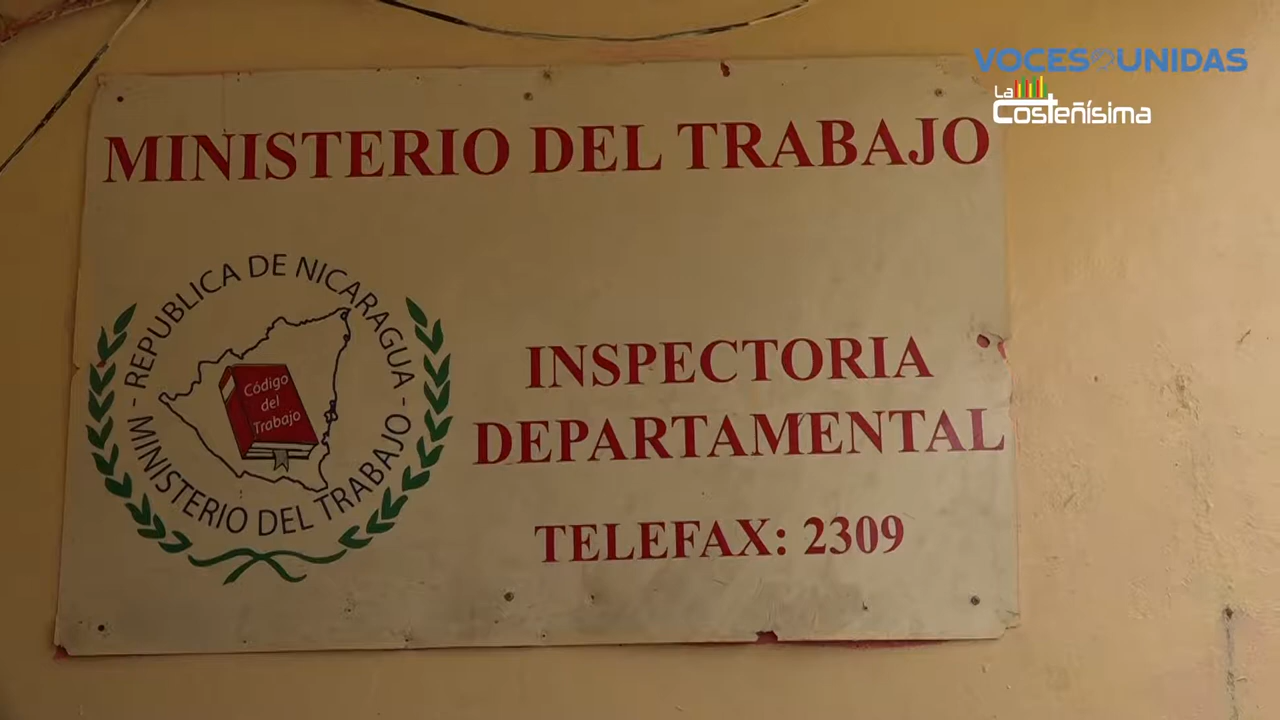 VOCES UNIDAS
La Costeñísima
MINISTERIO DEL TRABAJO
- REPUBLICA DE NICARAGUA -
MINISTERIO DEL TRABAJO
Código
del
Trabajo
INSPECTORIA
DEPARTAMENTAL
TELEFAX: 2309